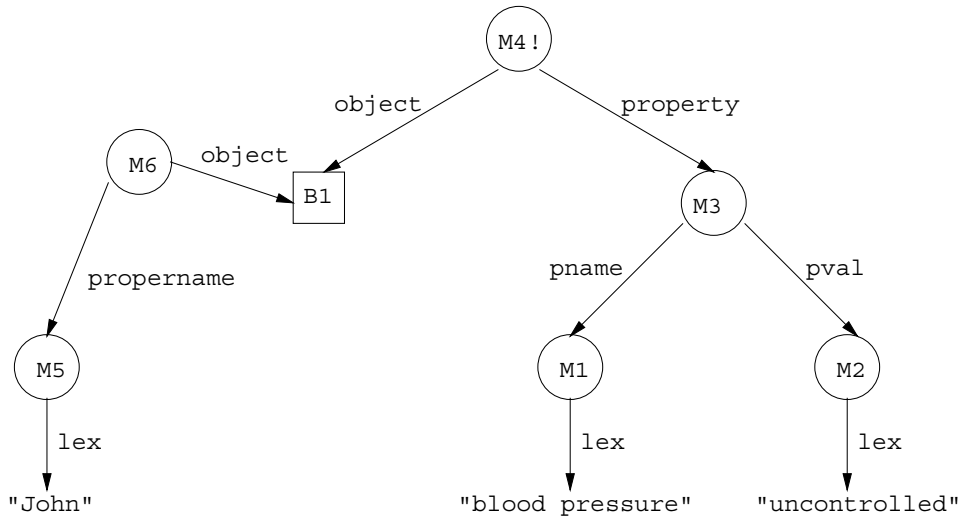 M4!
object
property
M6
object
B1
M3
propername
pname
pval
M5
M1
M2
lex
lex
lex
"John"
"blood pressure"
"uncontrolled"